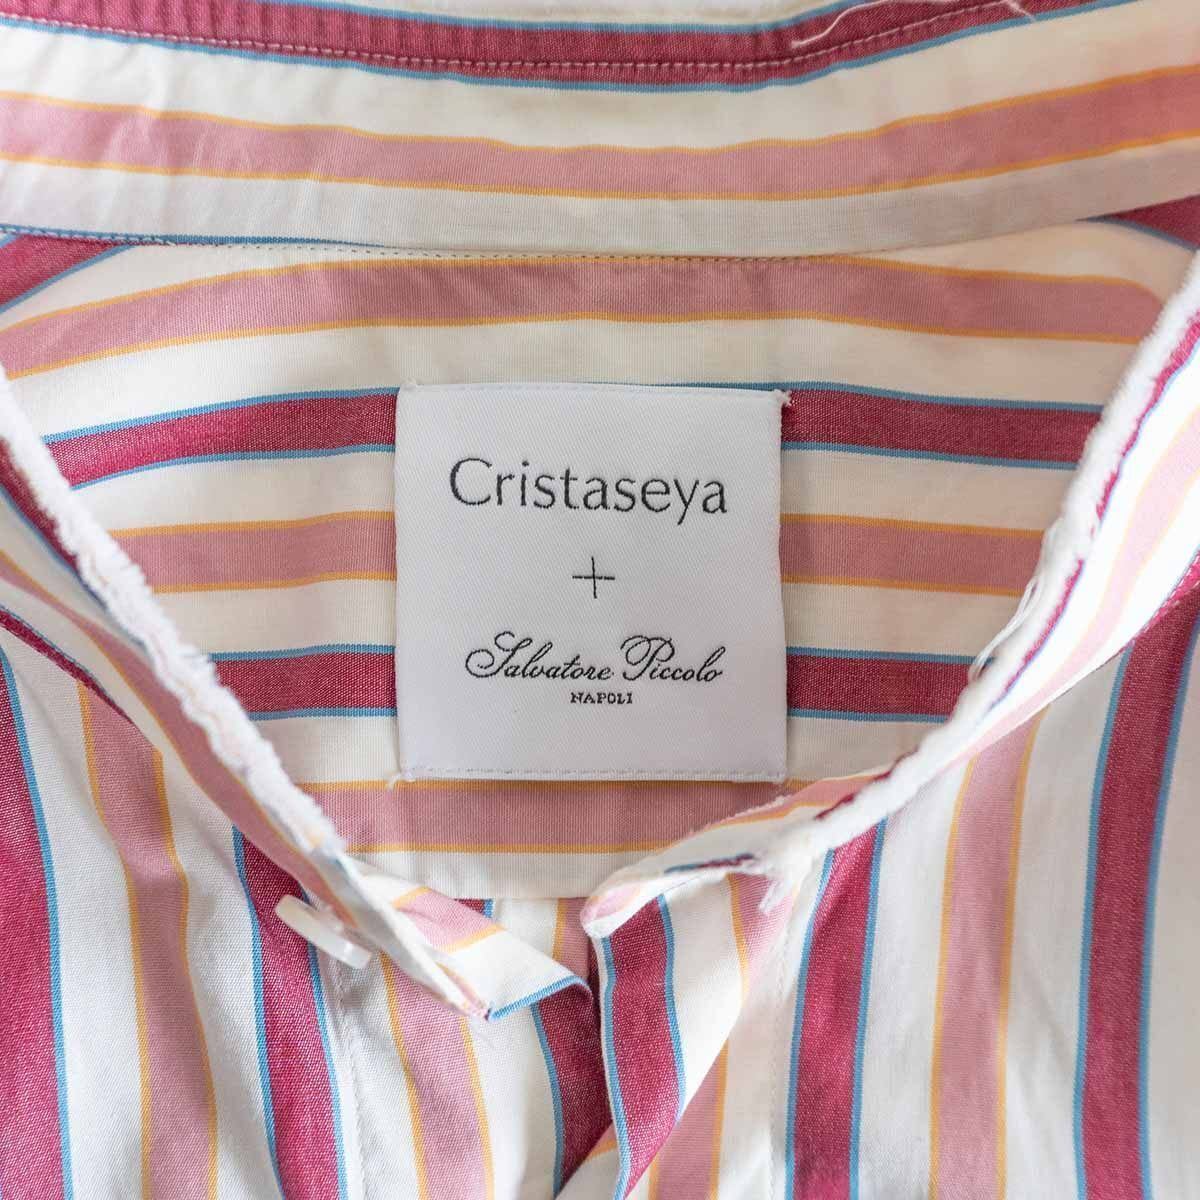 Cristaseya
+
Salvatore Piccolo
NAPOLI